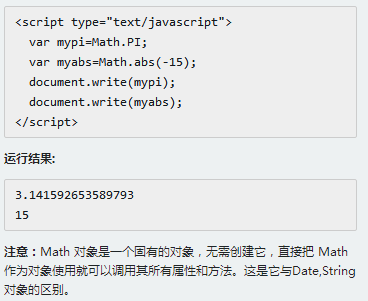 <script type="text/javascript">
  var mypi=Math.PI;
  var myabs=Math.abs(-15);
  document.write(mypi);
  document.write(myabs);
</script>
运行结果:
3.141592653589793
15
注意：Math 对象是一个固有的对象，无需创建它，直接把 Math
作为对象使用就可以调用其所有属性和方法。这是它与Date,String
对象的区别。